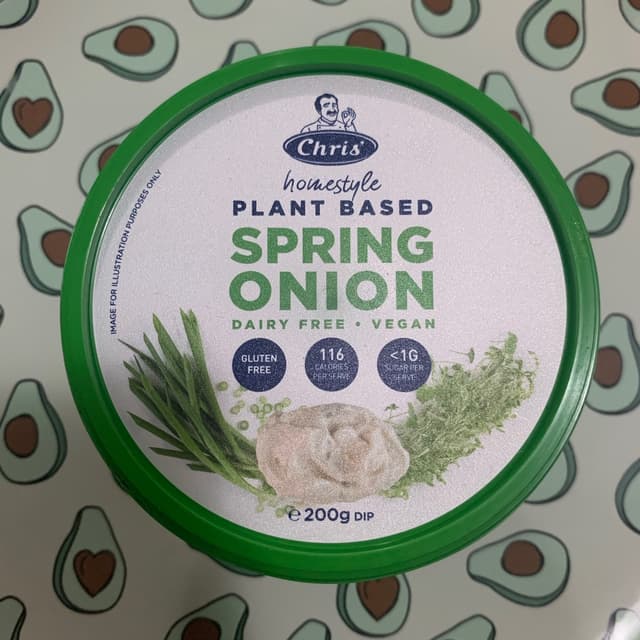 Chris'
homestyle
PLANT BASED
SPRING
ONION
DAIRY FREE • VEGAN
GLUTEN
FREE
116
CALORIES
PER SERVE
<1G
SUGAR PER
SERVE
℮ 200g DIP
IMAGE FOR ILLUSTRATION PURPOSES ONLY